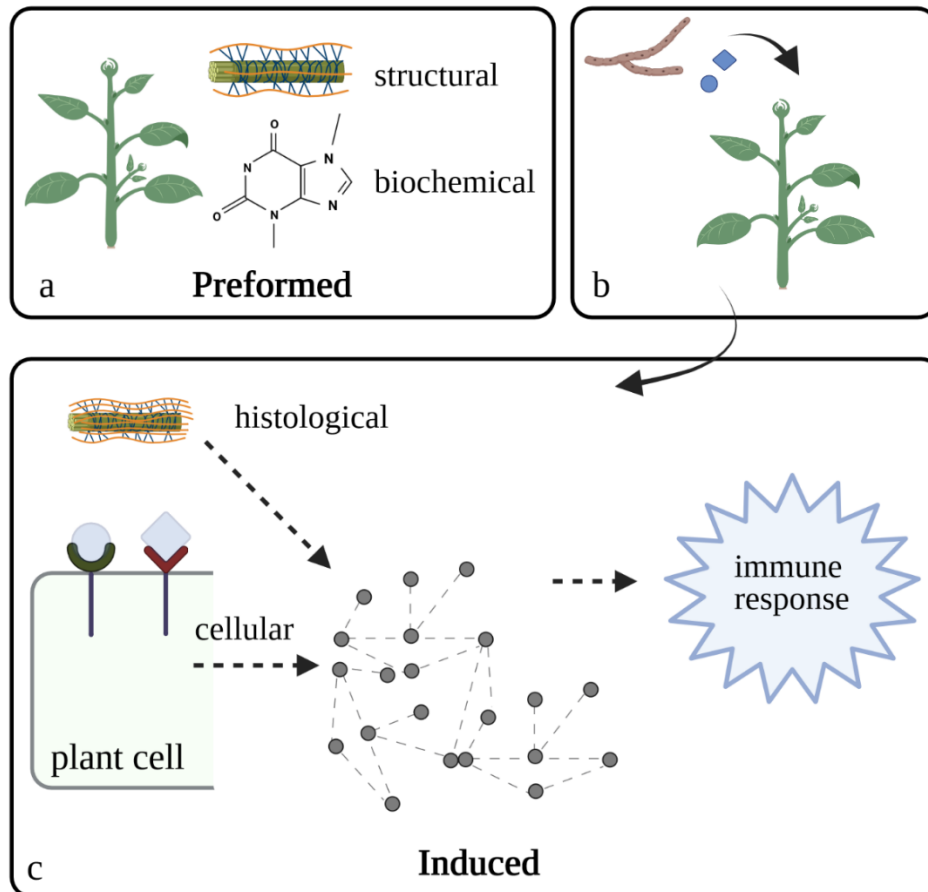 structural
O
N
N
O
N
N
biochemical
a
Preformed
b
histological
cellular
plant cell
immune
response
c
Induced